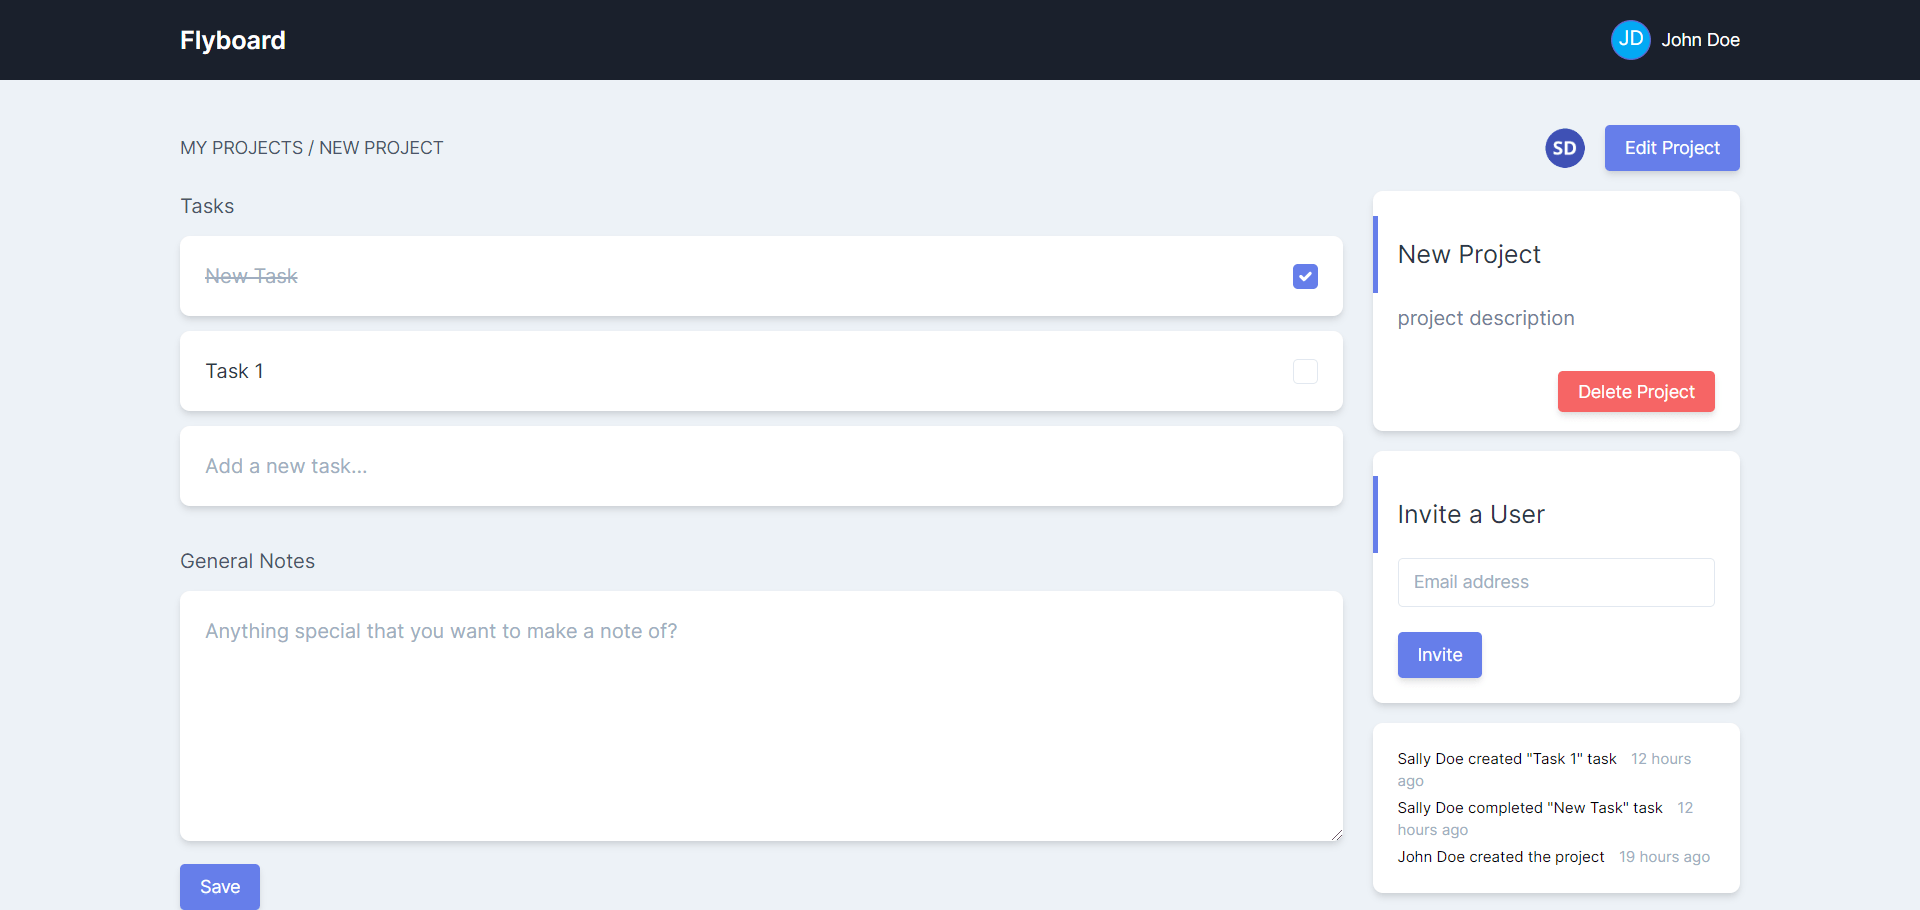 Flyboard
JD John Doe
MY PROJECTS / NEW PROJECT
SD Edit Project
Tasks
New Task
Task 1
Add a new task...
General Notes
Anything special that you want to make a note of?
Save
New Project
project description
Delete Project
Invite a User
Email address
Invite
Sally Doe created "Task 1" task 12 hours
ago
Sally Doe completed "New Task" task 12
hours ago
John Doe created the project 19 hours ago